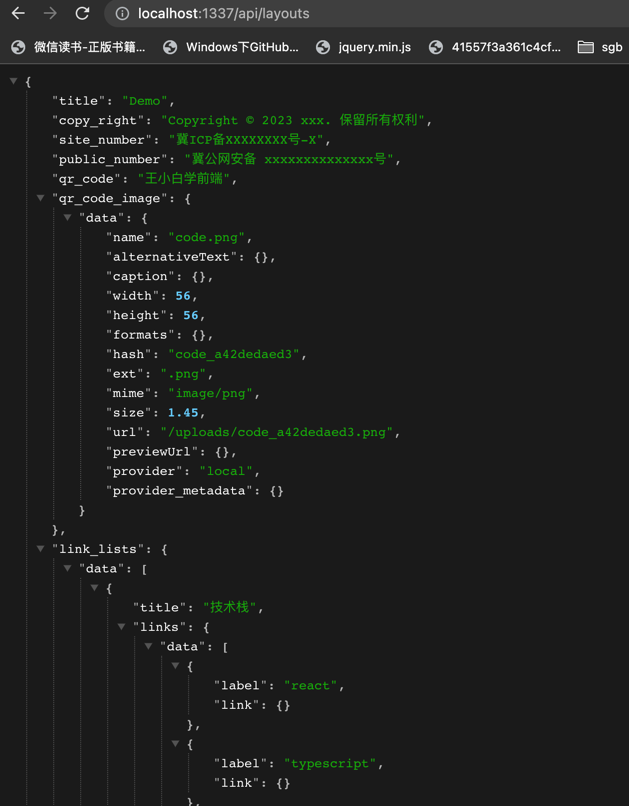 localhost:1337/api/layouts
微信读书-正版书籍... Windows下GitHub... jquery.min.js 41557f3a361c4cf... sgb
{
"title": "Demo",
"copy_right": "Copyright © 2023 xxx. 保留所有权利",
"site_number": "冀ICP备XXXXXXXX号-X",
"public_number": "冀公网安备 xxxxxxxxxxxxxx号",
"qr_code": "王小白学前端",
"qr_code_image": {
"data": {
"name": "code.png",
"alternativeText": {},
"caption": {},
"width": 56,
"height": 56,
"formats": {},
"hash": "code_a42dedaed3",
"ext": ".png",
"mime": "image/png",
"size": 1.45,
"url": "/uploads/code_a42dedaed3.png",
"previewUrl": {},
"provider": "local",
"provider_metadata": {}
}
},
"link_lists": {
"data": [
{
"title": "技术栈",
"links": {
"data": [
{
"label": "react",
"link": {}
},
{
"label": "typescript",
"link": {}
},